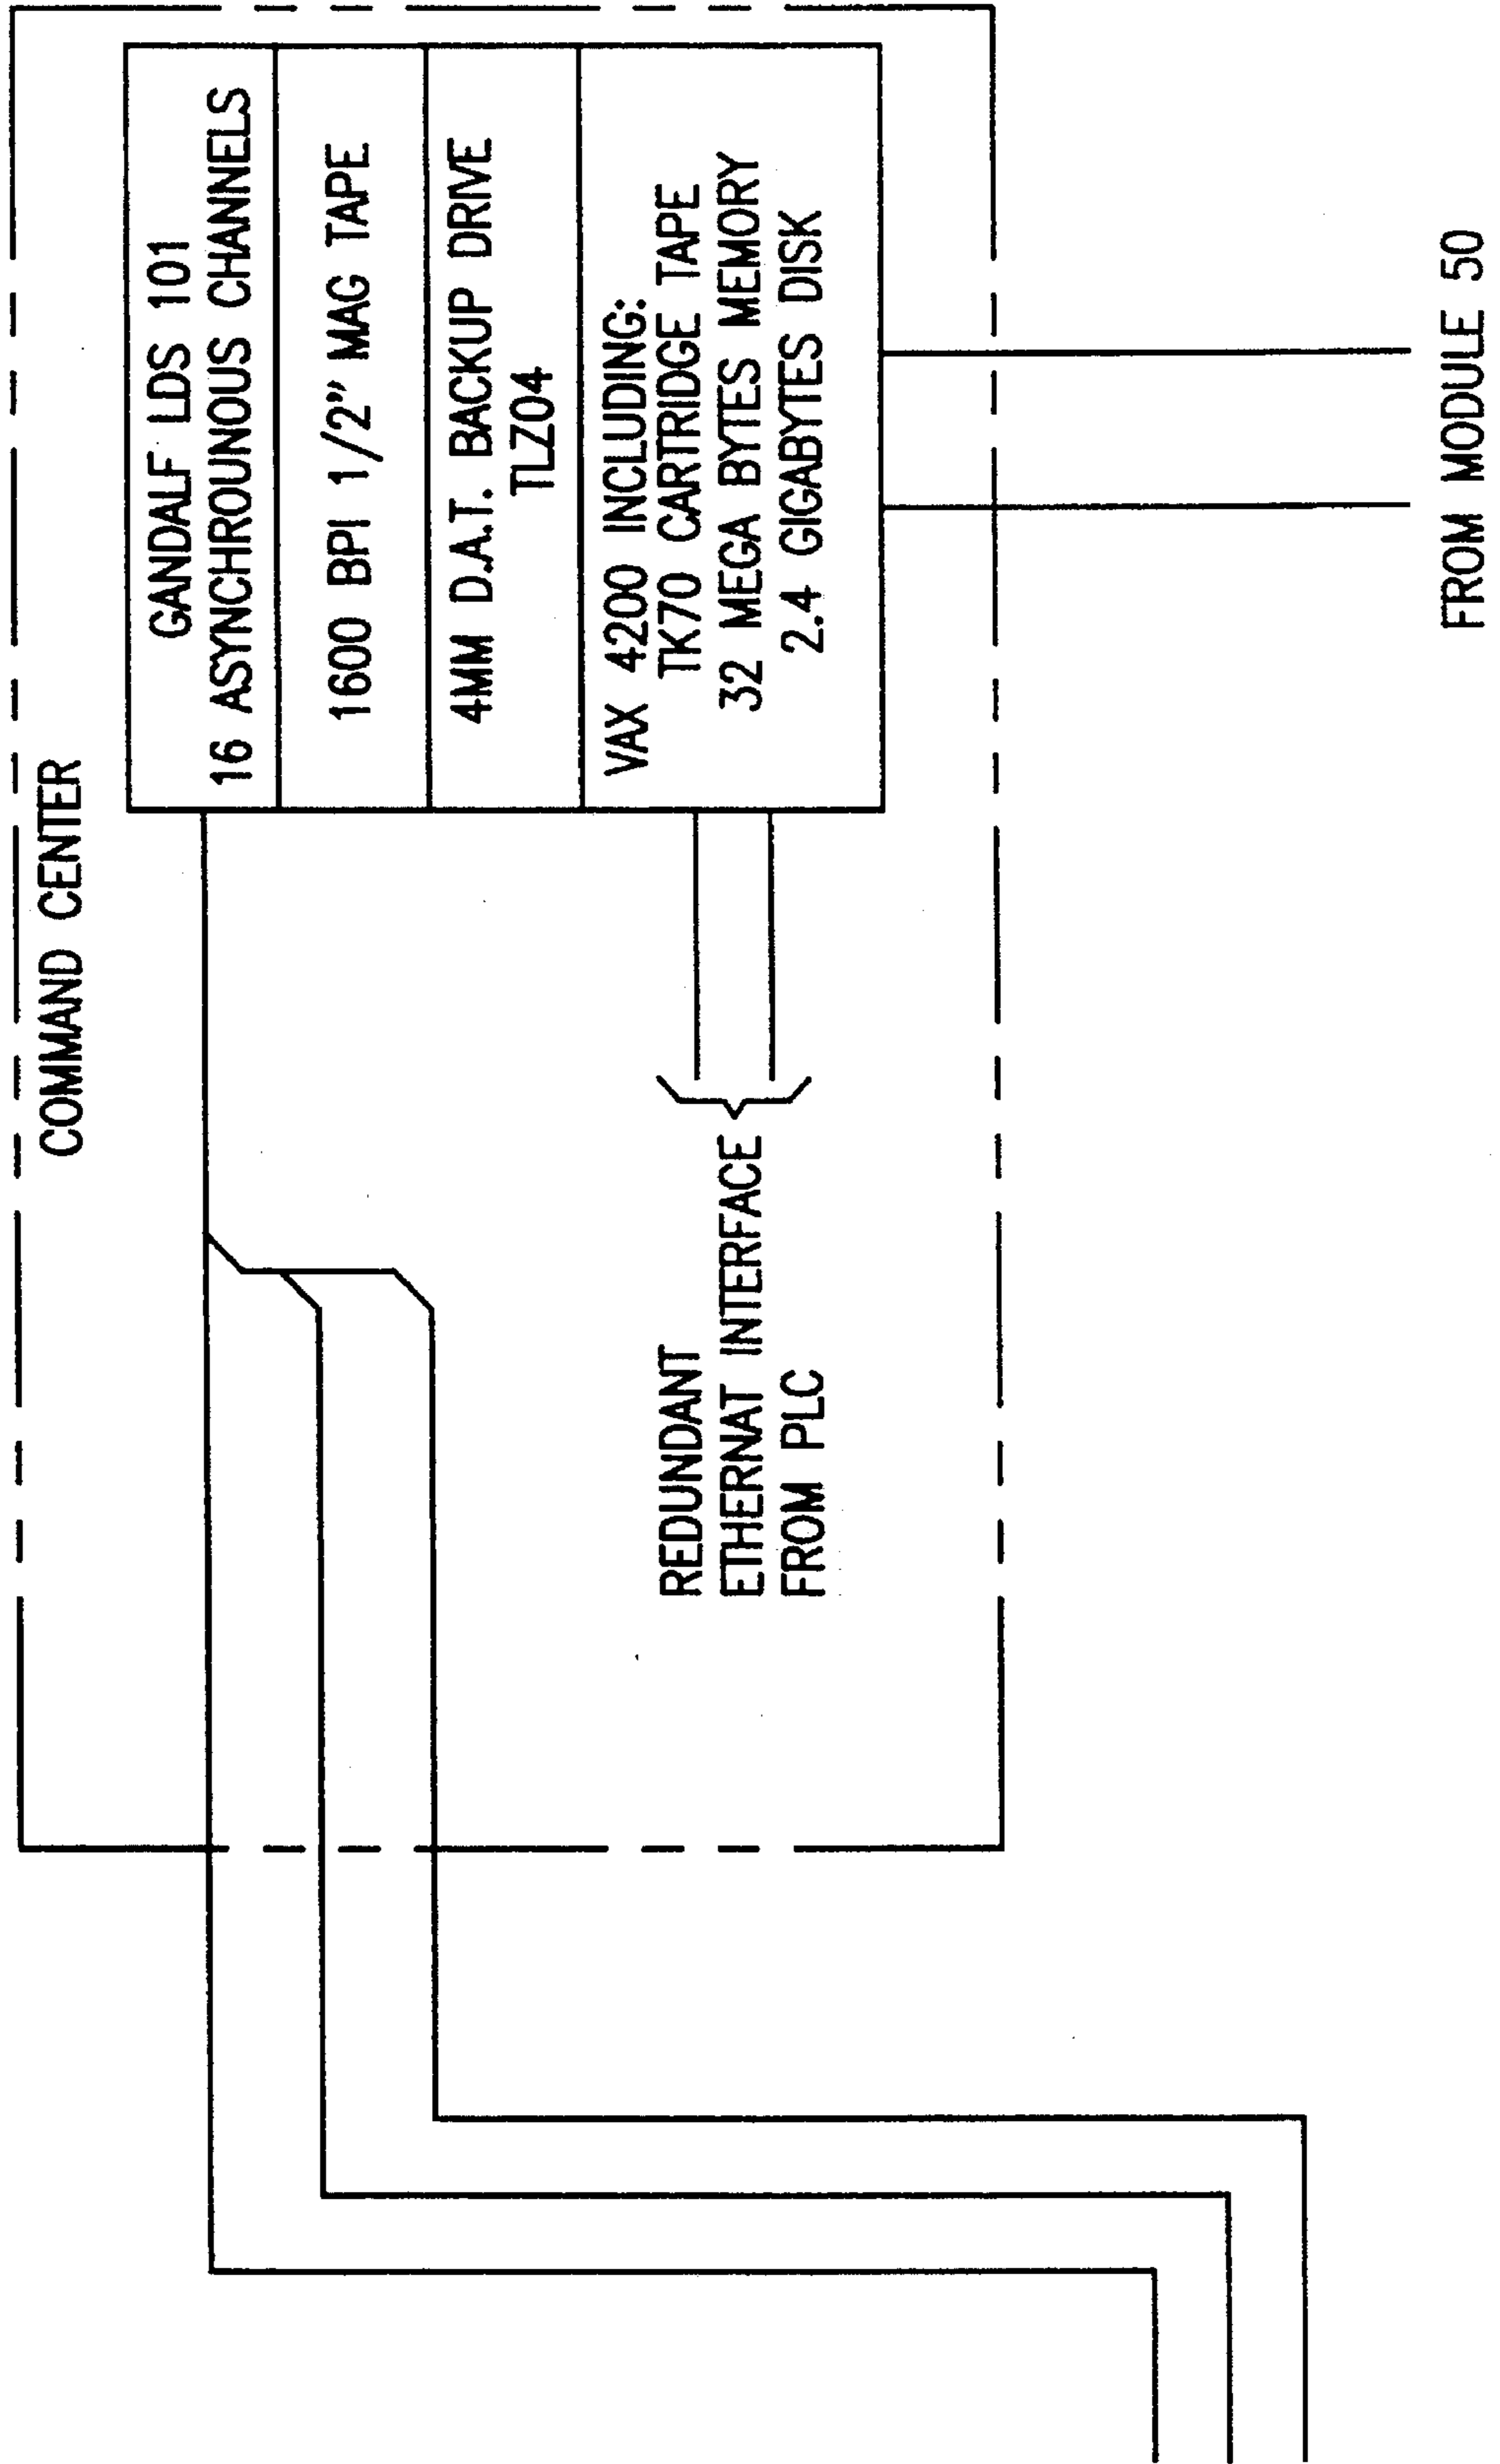 COMMAND CENTER
GANDALF LDS 101
16 ASYNCHROUNOUS CHANNELS
1600 BPI 1/2" MAG TAPE
4MM D.A.T. BACKUP DRIVE
TLZ04
VAX 4200 INCLUDING:
TK70 CARTRIDGE TAPE
32 MEGA BYTES MEMORY
2.4 GIGABYTES DISK
REDUNDANT
ETHERNAT INTERFACE
FROM PLC
FROM MODULE 50